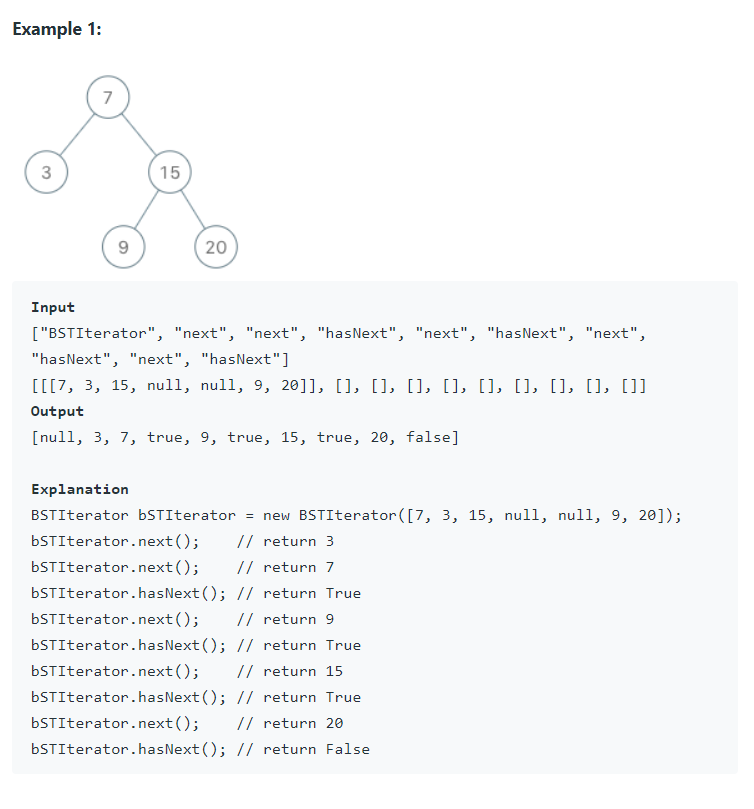 Example 1:
7
3
15
9
20
Input
["BSTIterator", "next", "next", "hasNext", "next", "hasNext", "next",
"hasNext", "next", "hasNext"]
[[[7, 3, 15, null, null, 9, 20]], [], [], [], [], [], [], [], [], []]
Output
[null, 3, 7, true, 9, true, 15, true, 20, false]
Explanation
BSTIterator bSTIterator = new BSTIterator([7, 3, 15, null, null, 9, 20]);
bSTIterator.next();    // return 3
bSTIterator.next();    // return 7
bSTIterator.hasNext(); // return True
bSTIterator.next();    // return 9
bSTIterator.hasNext(); // return True
bSTIterator.next();    // return 15
bSTIterator.hasNext(); // return True
bSTIterator.next();    // return 20
bSTIterator.hasNext(); // return False